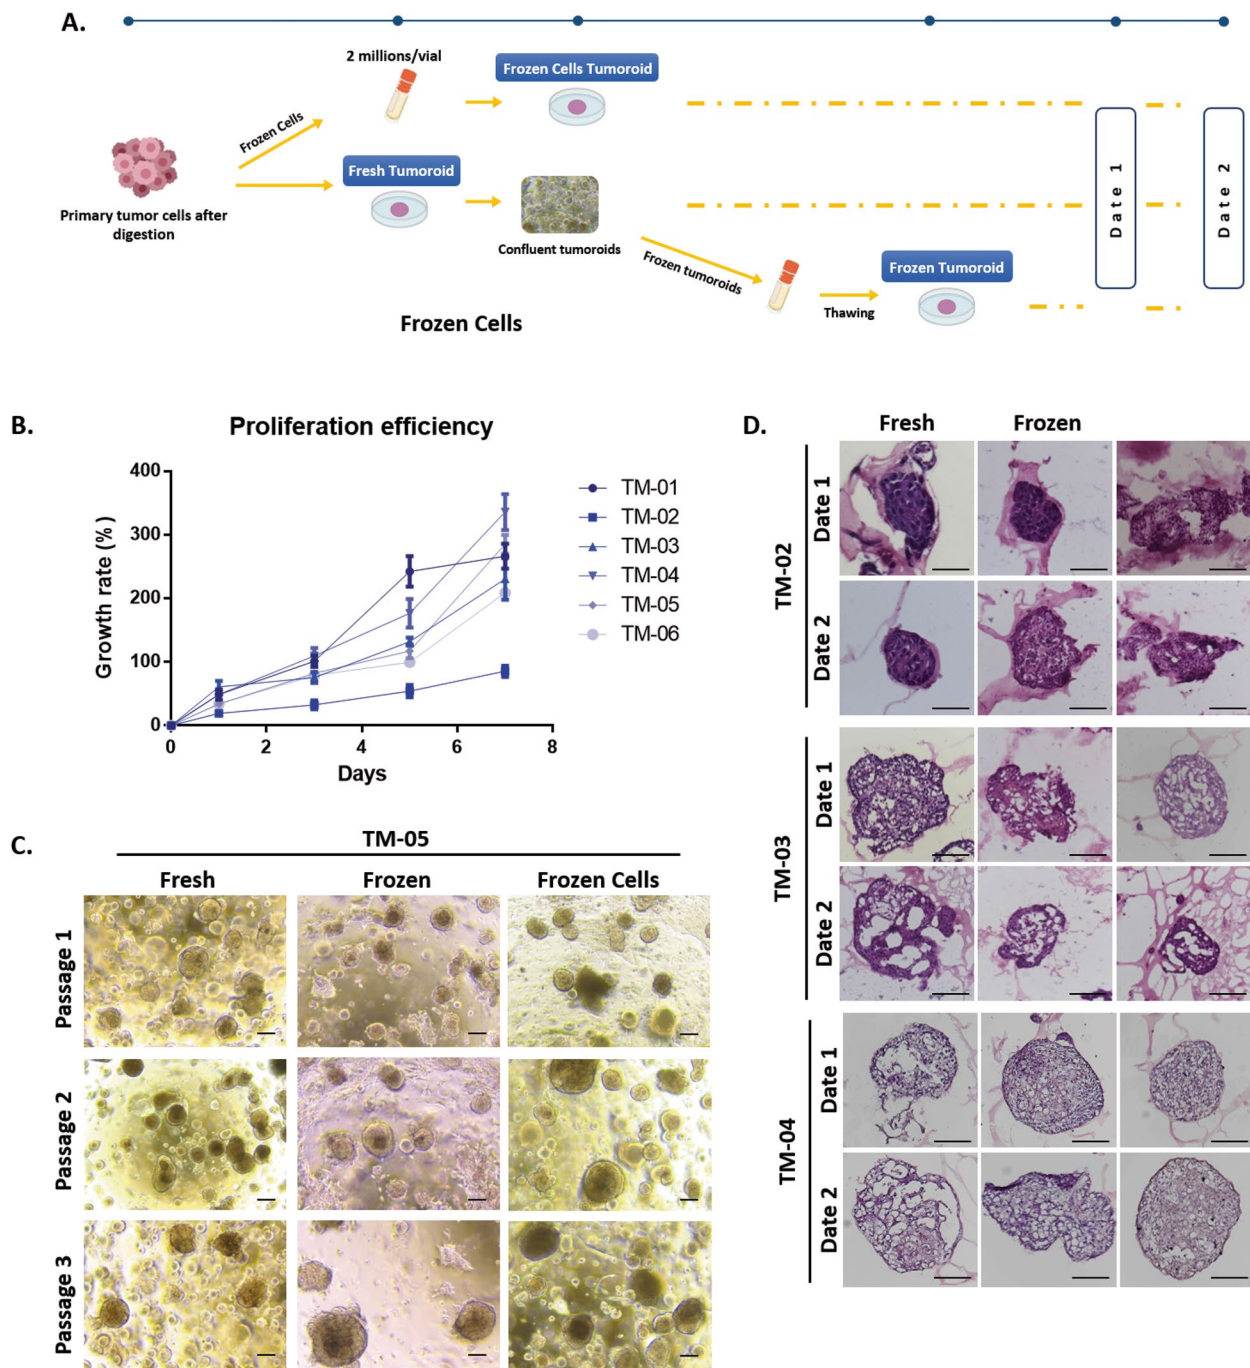 A.
2 millions/vial
Frozen Cells Tumoroid
Frozen Cells
Fresh Tumoroid
Primary tumor cells after
digestion
Confluent tumoroids
Frozen tumoroids
Frozen Tumoroid
Thawing
Date 1
Date 2
Frozen Cells
B.
Proliferation efficiency
Growth rate (%)
400
300
200
100
0
0 2 4 6 8
Days
TM-01
TM-02
TM-03
TM-04
TM-05
TM-06
C.
TM-05
Fresh Frozen Frozen Cells
Passage 1
Passage 2
Passage 3
D.
Fresh Frozen
TM-02
Date 1
Date 2
TM-03
Date 1
Date 2
TM-04
Date 1
Date 2